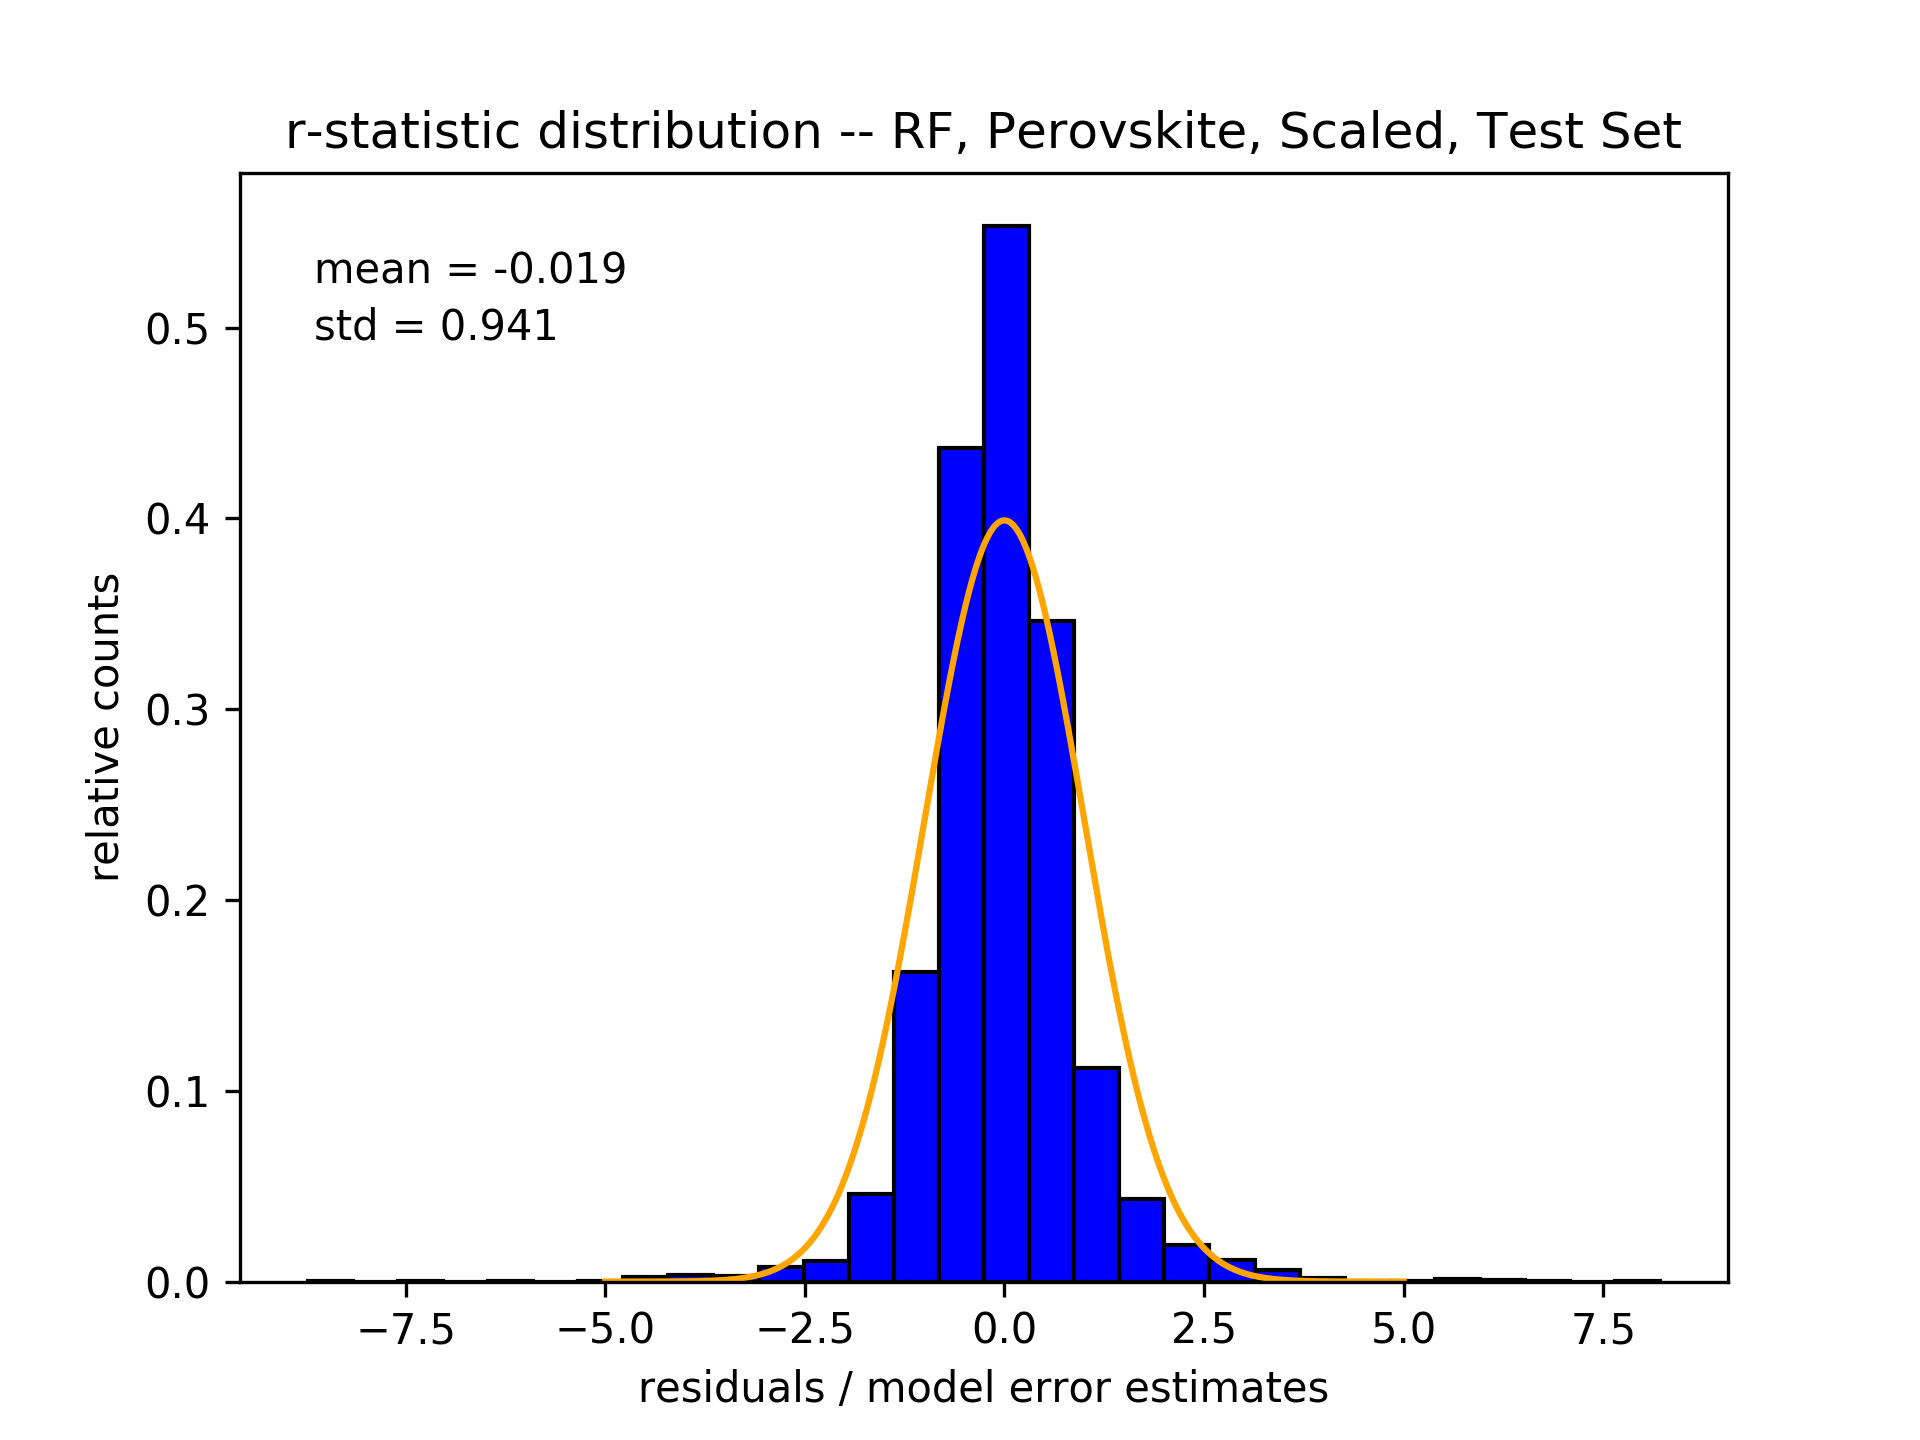 r-statistic distribution -- RF, Perovskite, Scaled, Test Set
mean = -0.019
std = 0.941
0.5
0.4
0.3
0.2
0.1
0.0
relative counts
−7.5 −5.0 −2.5 0.0 2.5 5.0 7.5
residuals / model error estimates